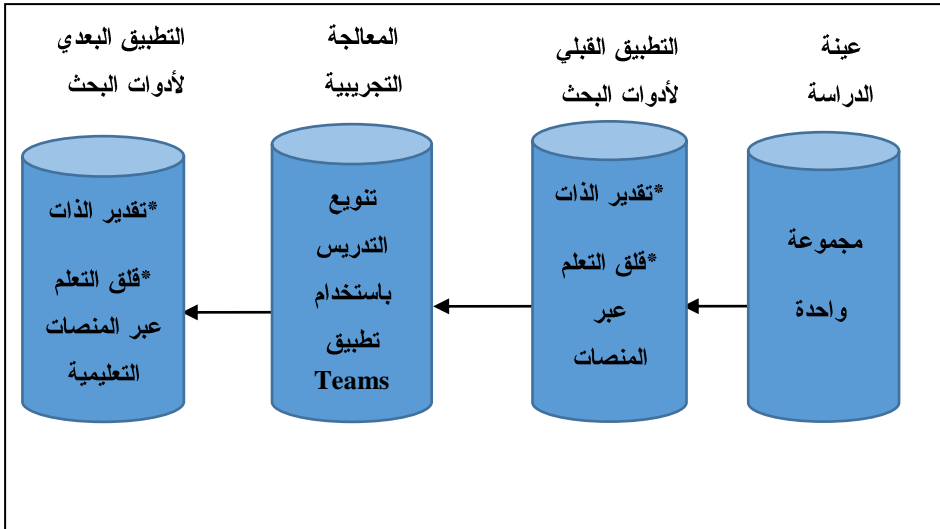 عينة
الدراسة
مجموعة
واحدة
التطبيق القبلي
لأدوات البحث
*تقدير الذات
*قلق التعلم
عبر
المنصات
المعالجة
التجريبية
تنويع
التدريس
باستخدام
تطبيق
Teams
التطبيق البعدي
لأدوات البحث
*تقدير الذات
*قلق التعلم
عبر المنصات
التعليمية